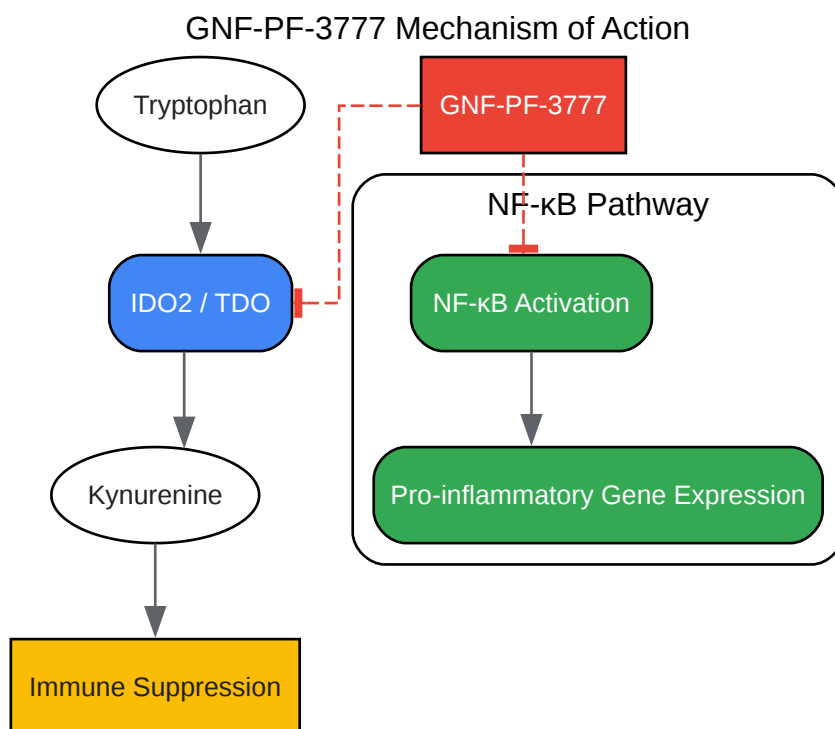 GNF-PF-3777 Mechanism of Action
Tryptophan
GNF-PF-3777
NF-κB Pathway
IDO2 / TDO
NF-κB Activation
Kynurenine
Pro-inflammatory Gene Expression
Immune Suppression